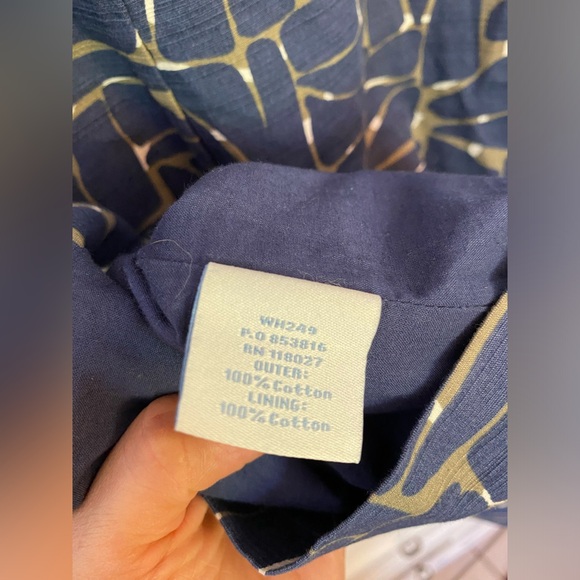 WH249
P.O 853816
RN 118027
OUTER:
100% Cotton
LINING:
100% Cotton